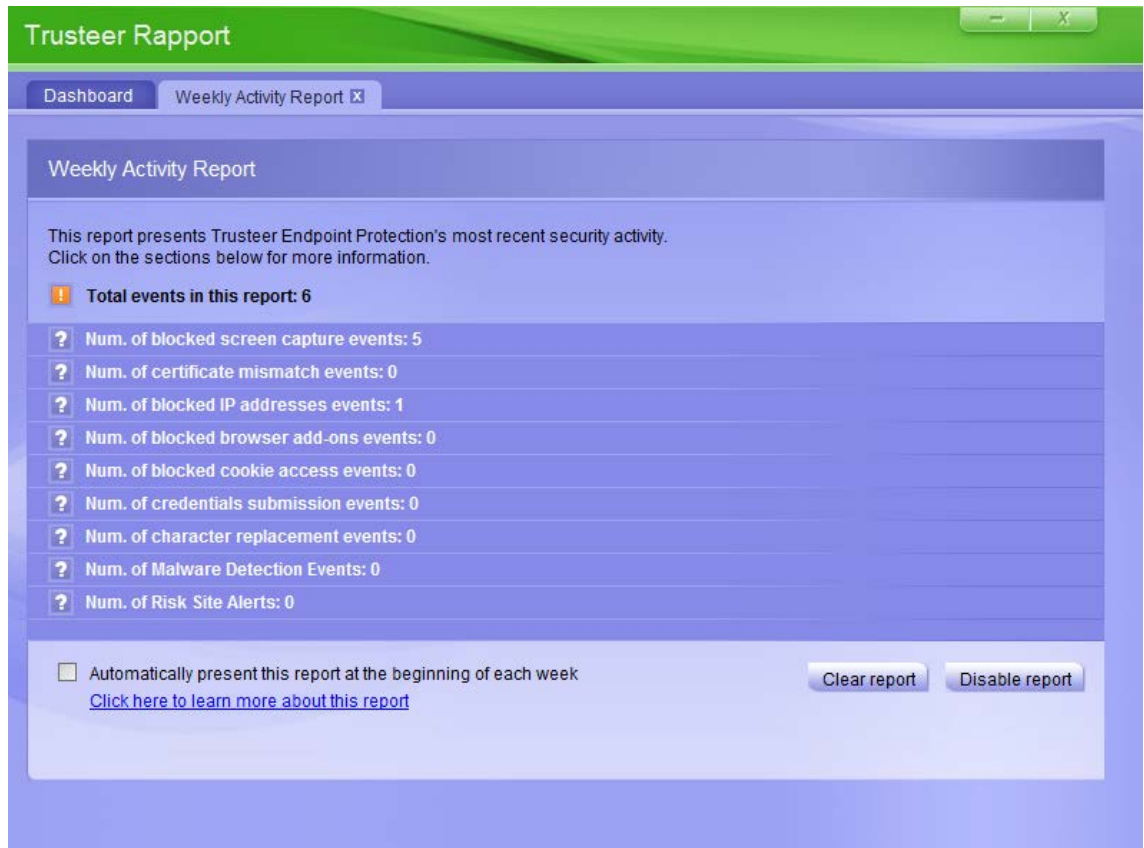 Trusteer Rapport
Dashboard
Weekly Activity Report
Weekly Activity Report
This report presents Trusteer Endpoint Protection's most recent security activity.
Click on the sections below for more information.
! Total events in this report: 6
? Num. of blocked screen capture events: 5
? Num. of certificate mismatch events: 0
? Num. of blocked IP addresses events: 1
? Num. of blocked browser add-ons events: 0
? Num. of blocked cookie access events: 0
? Num. of credentials submission events: 0
? Num. of character replacement events: 0
? Num. of Malware Detection Events: 0
? Num. of Risk Site Alerts: 0
Automatically present this report at the beginning of each week
Click here to learn more about this report
Clear report
Disable report